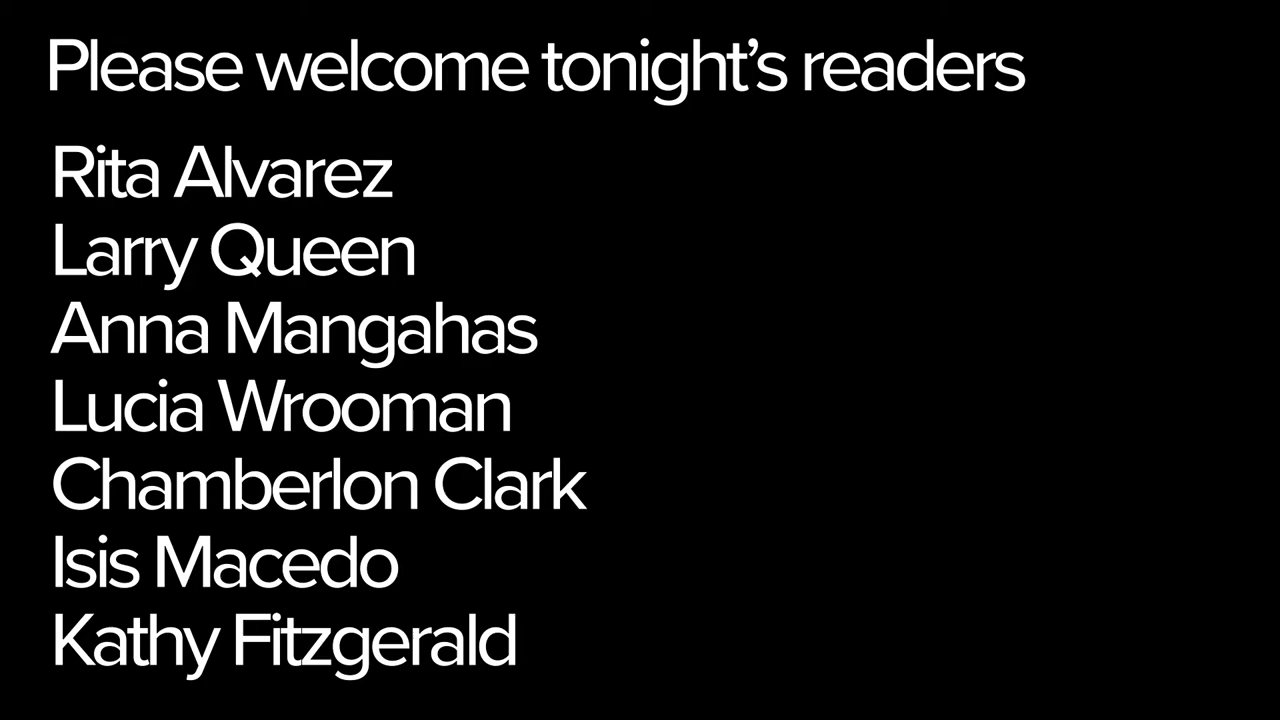 Please welcome tonight’s readers
Rita Alvarez
Larry Queen
Anna Mangahas
Lucia Wrooman
Chamberlon Clark
Isis Macedo
Kathy Fitzgerald